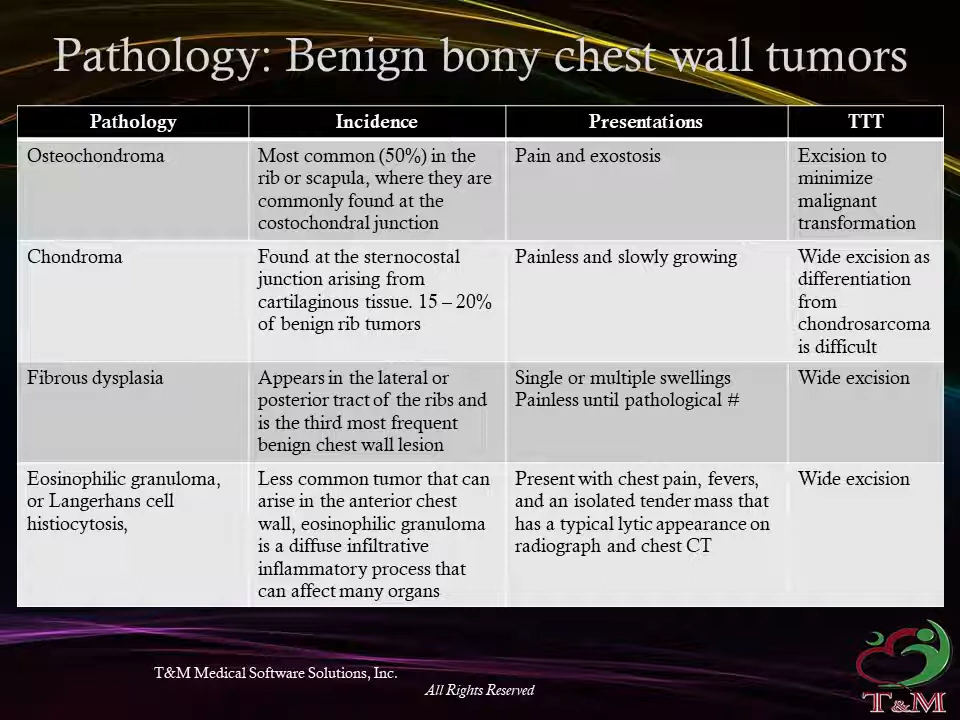 Pathology: Benign bony chest wall tumors
Pathology
Incidence
Presentations
TTT
Osteochondroma
Most common (50%) in the
rib or scapula, where they are
commonly found at the
costochondral junction
Pain and exostosis
Excision to
minimize
malignant
transformation
Chondroma
Found at the sternocostal
junction arising from
cartilaginous tissue. 15 – 20%
of benign rib tumors
Painless and slowly growing
Wide excision as
differentiation
from
chondrosarcoma
is difficult
Fibrous dysplasia
Appears in the lateral or
posterior tract of the ribs and
is the third most frequent
benign chest wall lesion
Single or multiple swellings
Painless until pathological #
Wide excision
Eosinophilic granuloma,
or Langerhans cell
histiocytosis,
Less common tumor that can
arise in the anterior chest
wall, eosinophilic granuloma
is a diffuse infiltrative
inflammatory process that
can affect many organs
Present with chest pain, fevers,
and an isolated tender mass that
has a typical lytic appearance on
radiograph and chest CT
Wide excision
T&M Medical Software Solutions, Inc.
All Rights Reserved
T&M